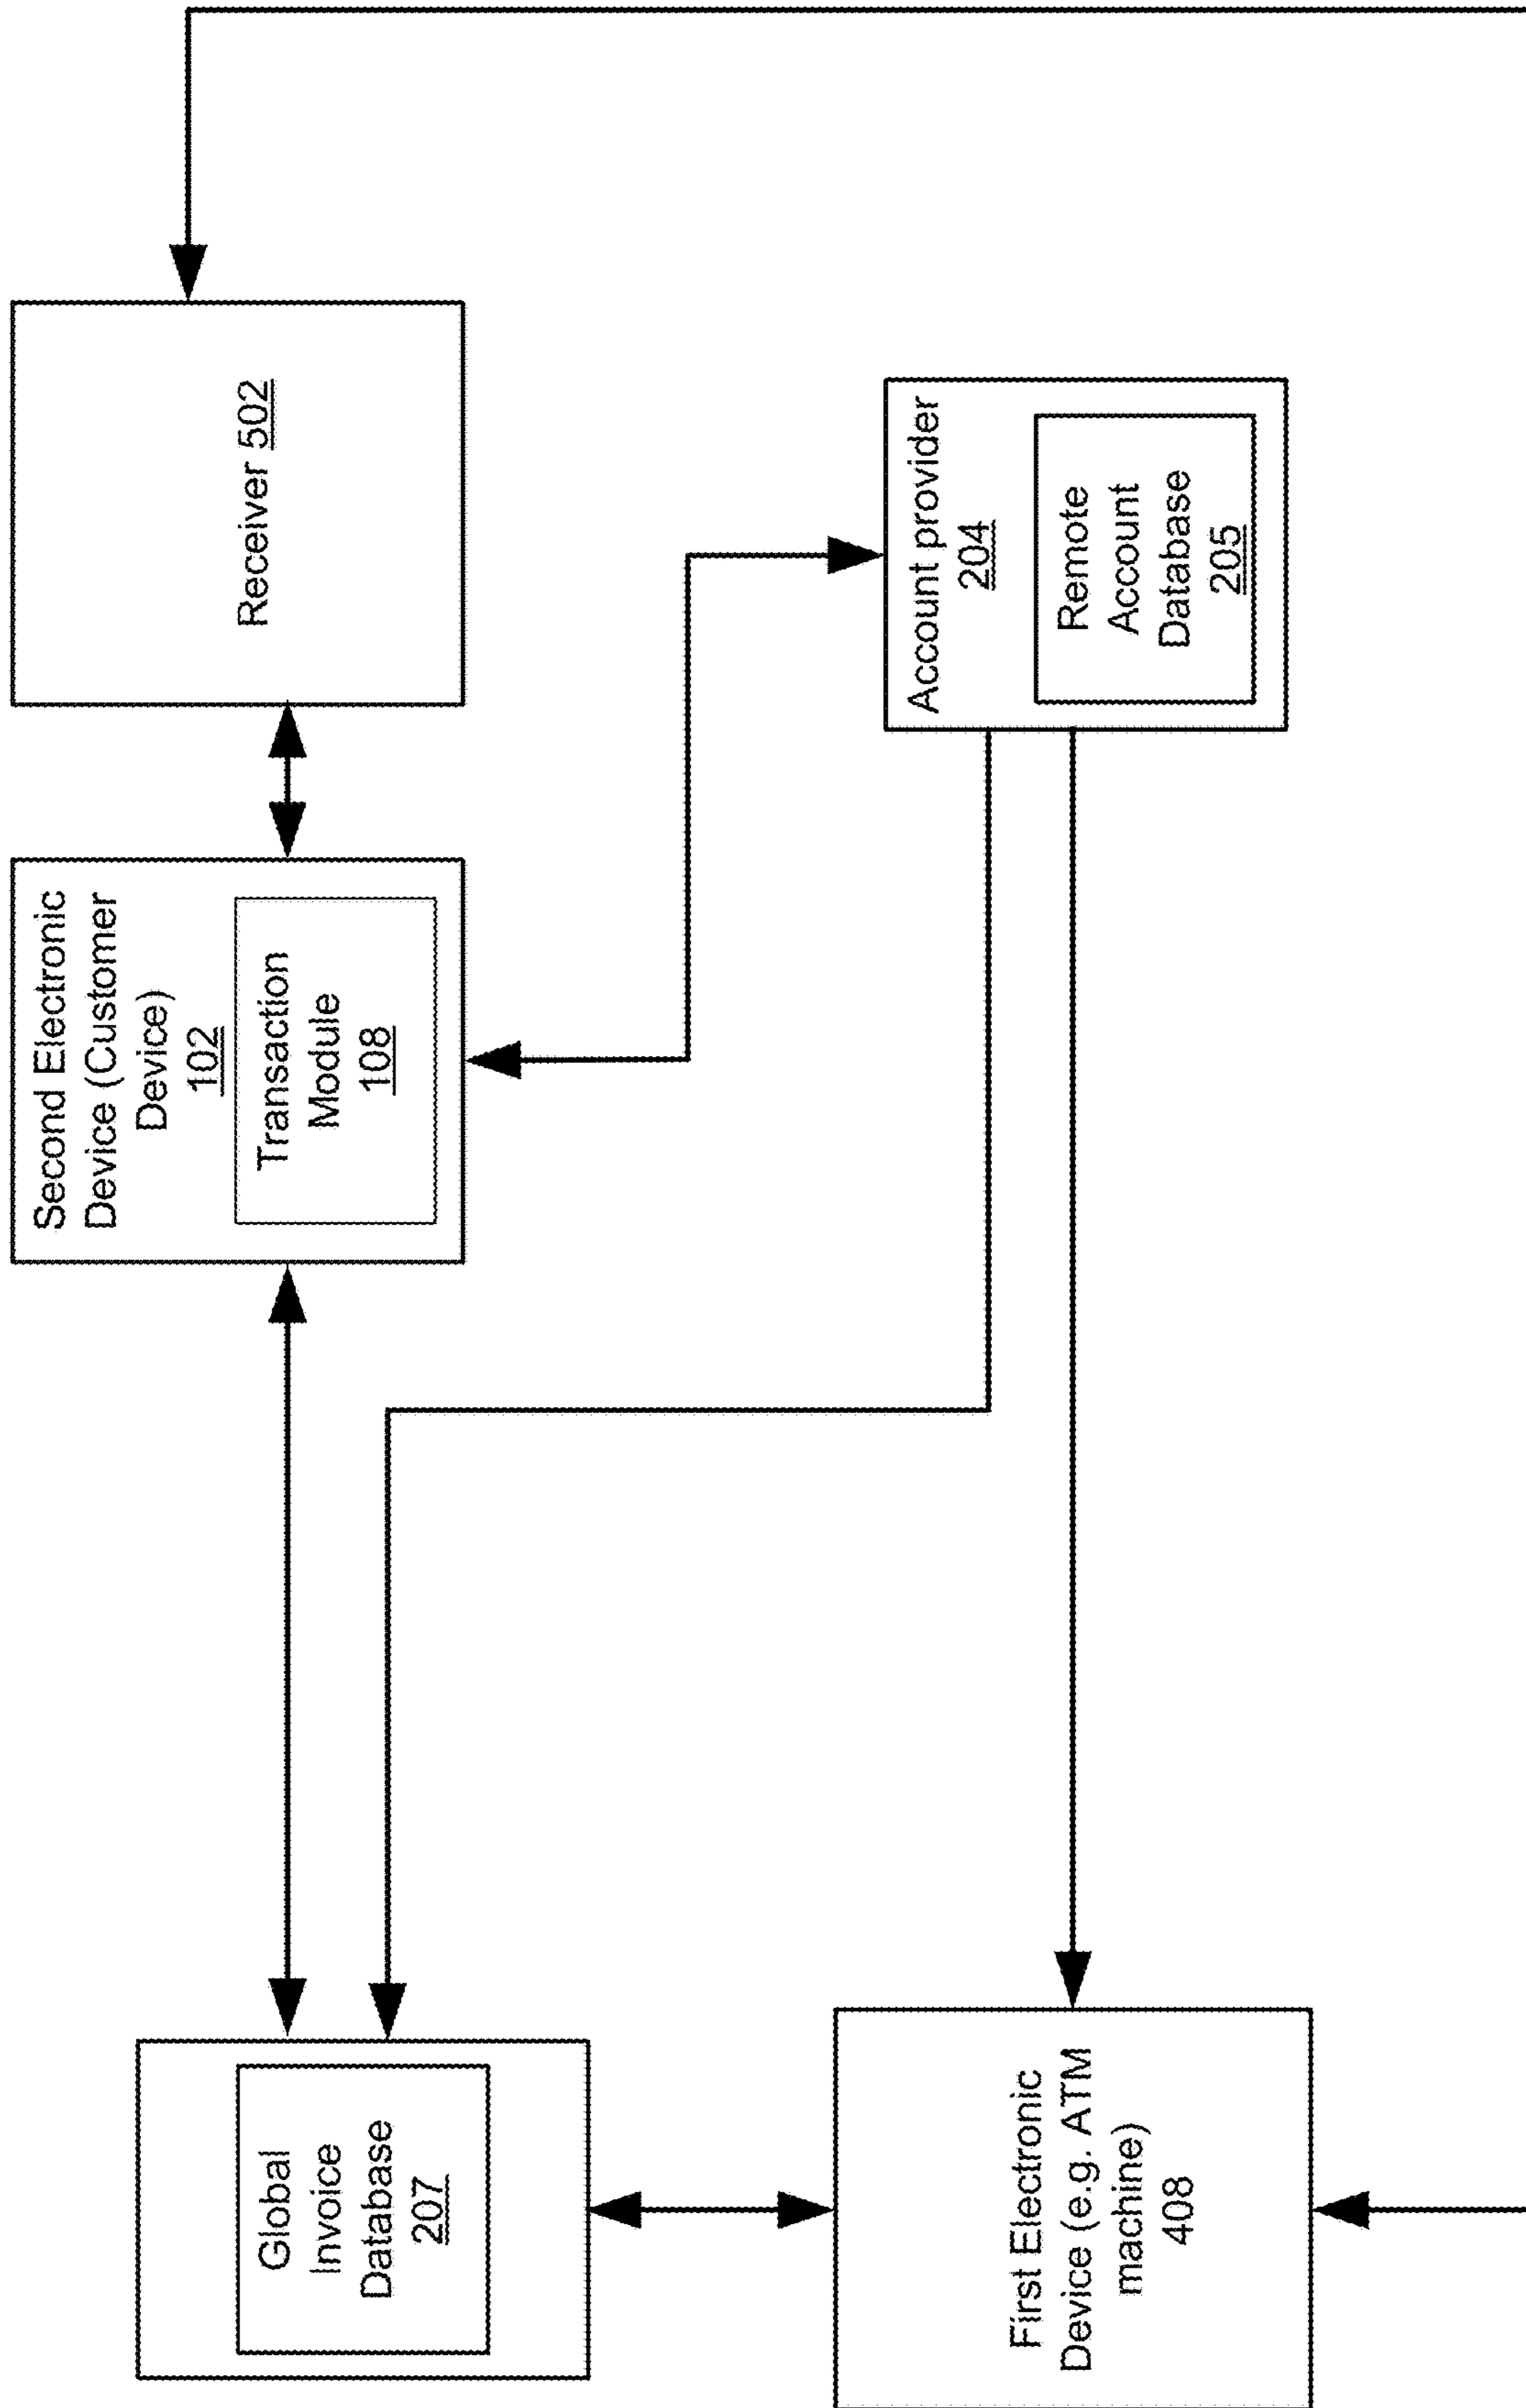 Global
Invoice
Database
207
Second Electronic
Device (Customer
Device)
102
Transaction
Module
108
Receiver 502
First Electronic
Device (e.g. ATM
machine)
408
Account provider
204
Remote
Account
Database
205